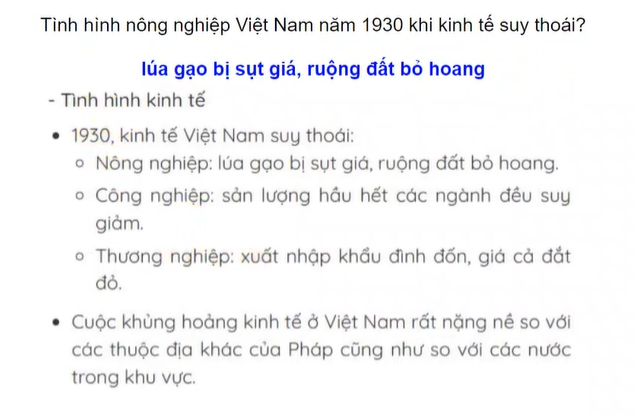 Tình hình nông nghiệp Việt Nam năm 1930 khi kinh tế suy thoái?
lúa gạo bị sụt giá, ruộng đất bỏ hoang
- Tình hình kinh tế
• 1930, kinh tế Việt Nam suy thoái:
○ Nông nghiệp: lúa gạo bị sụt giá, ruộng đất bỏ hoang.
○ Công nghiệp: sản lượng hầu hết các ngành đều suy
giảm.
○ Thương nghiệp: xuất nhập khẩu đình đốn, giá cả đắt
đỏ.
• Cuộc khủng hoảng kinh tế ở Việt Nam rất nặng nề so với
các thuộc địa khác của Pháp cũng như so với các nước
trong khu vực.